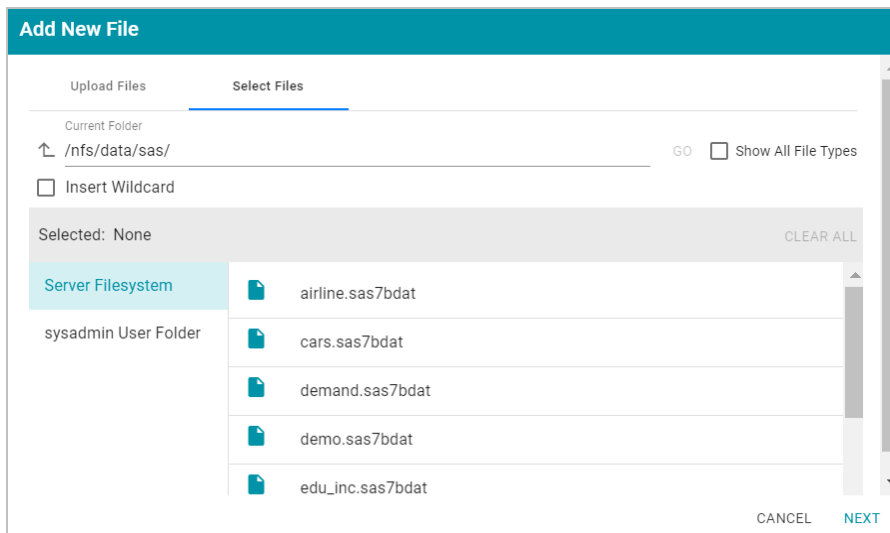 Add New File
Upload Files Select Files
Current Folder
/nfs/data/sas/ GO Show All File Types
Insert Wildcard
Selected: None CLEAR ALL
Server Filesystem airline.sas7bdat
sysadmin User Folder cars.sas7bdat
demand.sas7bdat
demo.sas7bdat
edu_inc.sas7bdat
CANCEL NEXT